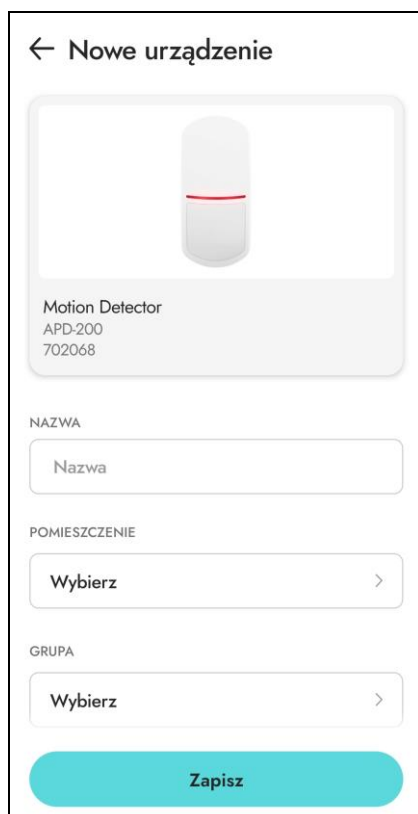 ← Nowe urządzenie
Motion Detector
APD-200
702068
NAZWA
Nazwa
POMIESZCZENIE
Wybierz
GRUPA
Wybierz
Zapisz